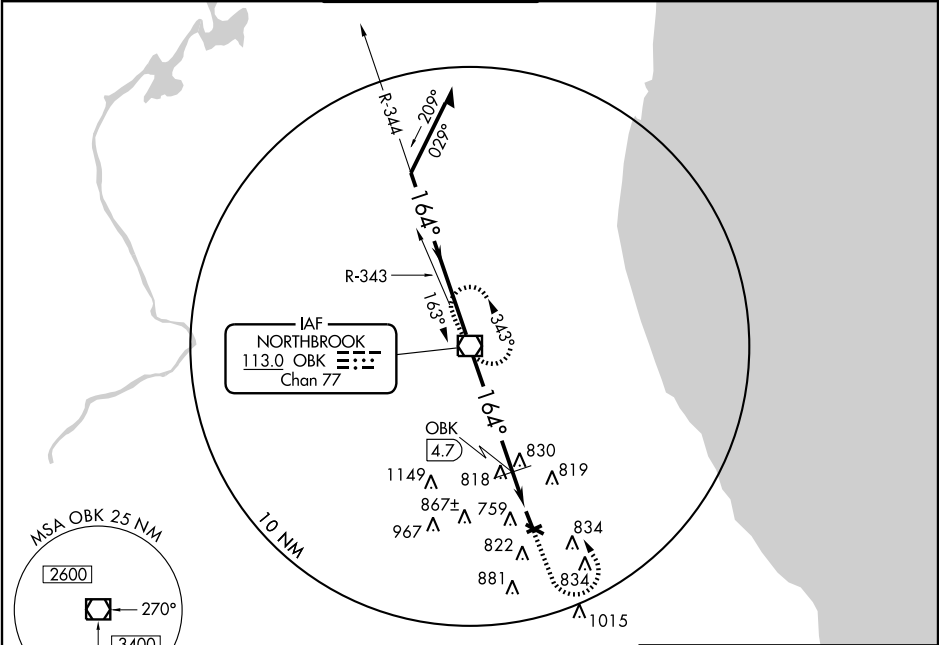 R-344
209°
029°
164°
R-343
163°
343°
IAF
NORTHBROOK
113.0 OBK
Chan 77
164°
OBK
4.7
830
818
819
1149
867±
759
967
834
822
834
881
1015
10 NM
MSA OBK 25 NM
2600
270°
3400